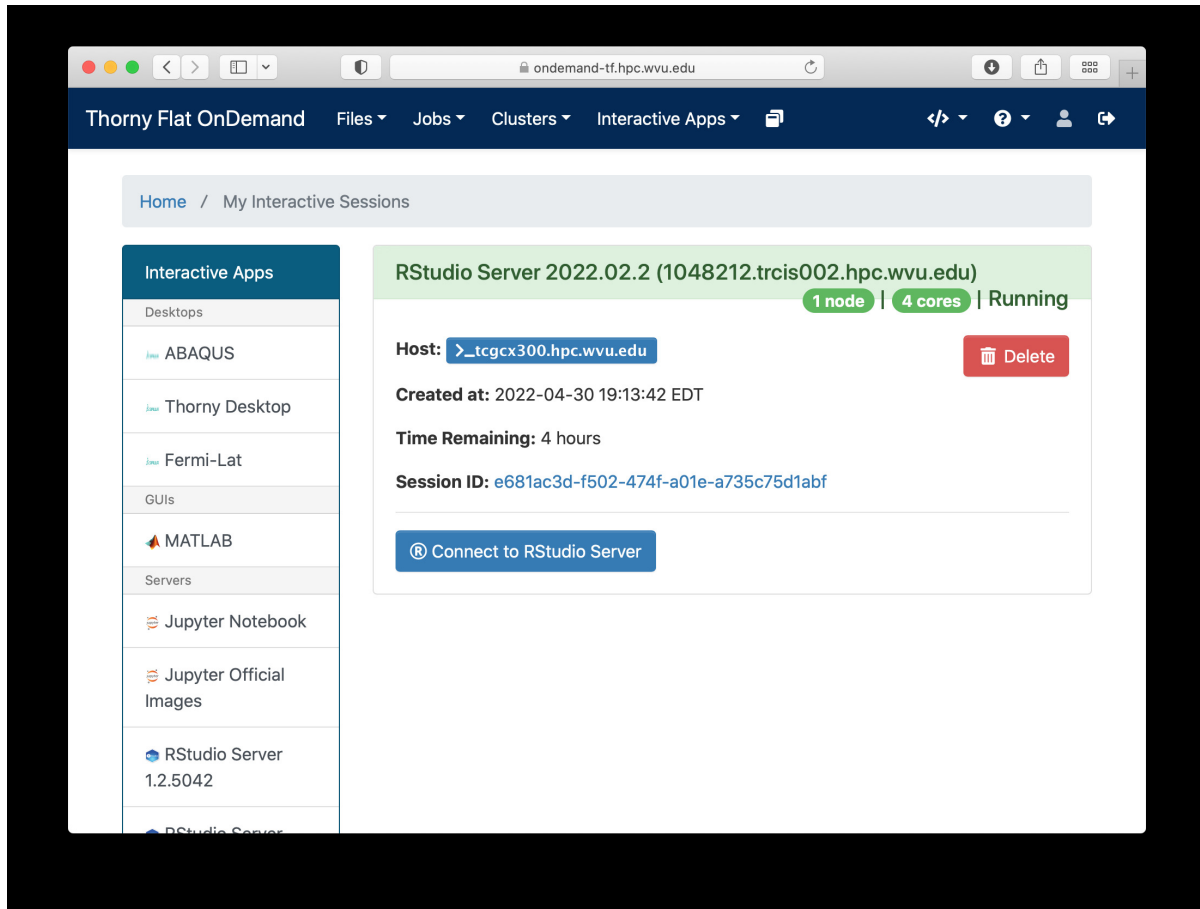 ondemand-tf.hpc.wvu.edu
Thorny Flat OnDemand Files Jobs Clusters Interactive Apps
Home / My Interactive Sessions
Interactive Apps
Desktops
ABAQUS
Thorny Desktop
Fermi-Lat
GUIs
MATLAB
Servers
Jupyter Notebook
Jupyter Official
Images
RStudio Server
1.2.5042
RStudio Server
RStudio Server 2022.02.2 (1048212.trcis002.hpc.wvu.edu)
1 node | 4 cores | Running
Host: >_tcgcx300.hpc.wvu.edu
Delete
Created at: 2022-04-30 19:13:42 EDT
Time Remaining: 4 hours
Session ID: e681ac3d-f502-474f-a01e-a735c75d1abf
® Connect to RStudio Server